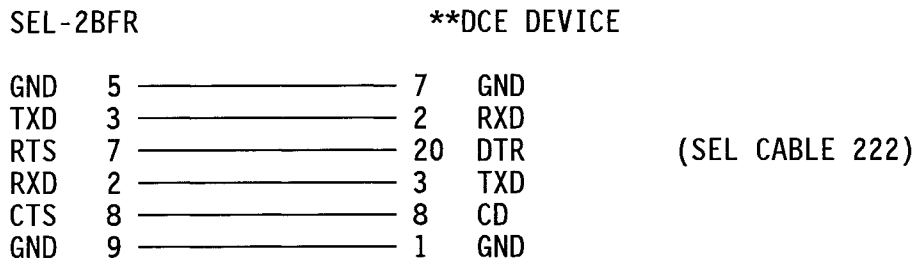 SEL-2BFR **DCE DEVICE
GND 5 7 GND
TXD 3 2 RXD
RTS 7 20 DTR (SEL CABLE 222)
RXD 2 3 TXD
CTS 8 8 CD
GND 9 1 GND